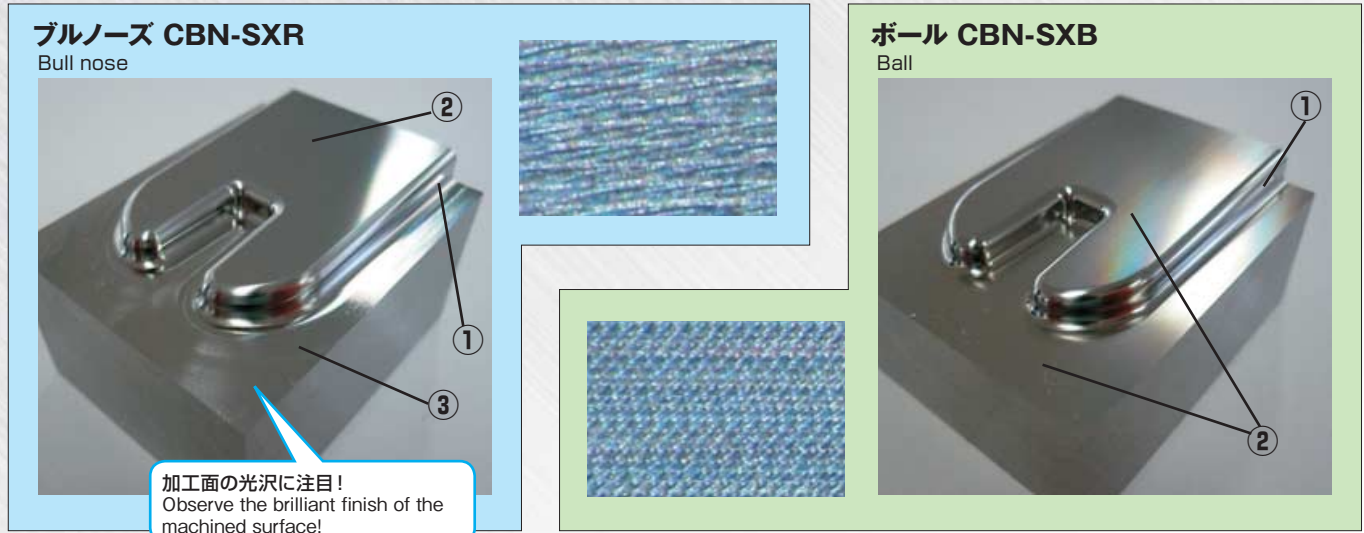 ブルノーズ CBN-SXR
Bull nose
②
①
③
加工面の光沢に注目！
Observe the brilliant finish of the
machined surface!
ボール CBN-SXB
Ball
①
②